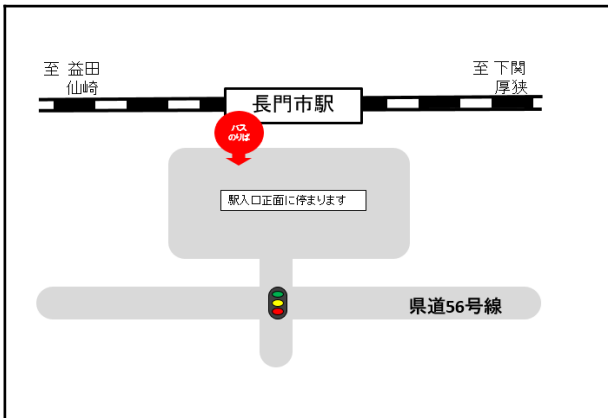 至 益田
仙崎
至 下関
厚狭
長門市駅
バス
のりば
駅入口正面に停まります
県道56号線